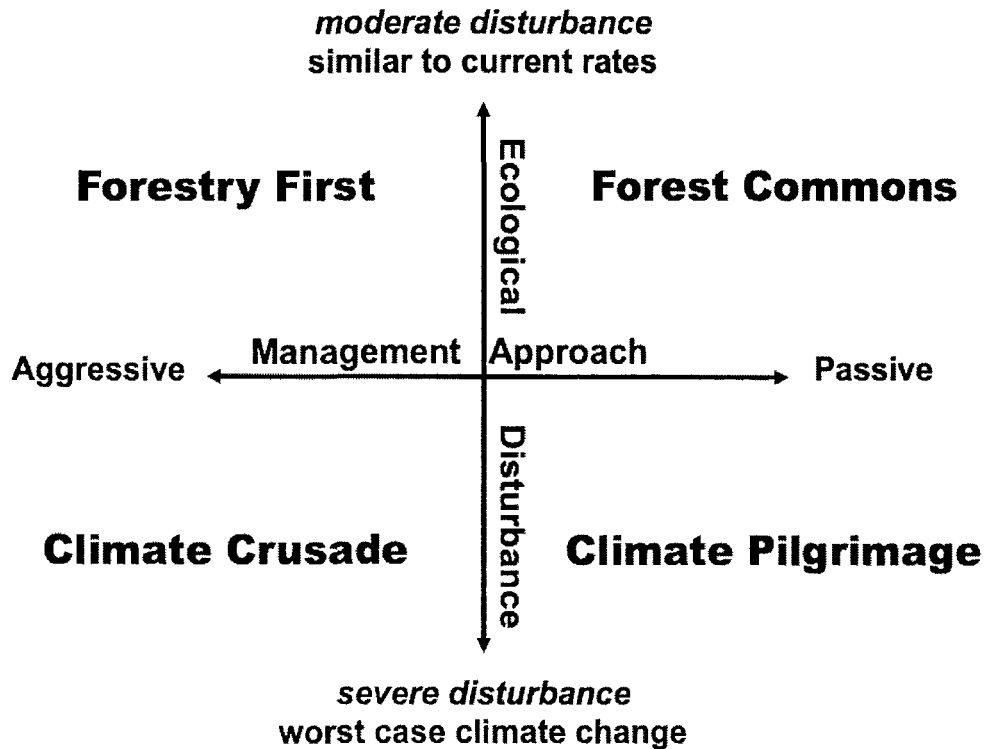 moderate disturbance
similar to current rates
Ecological
Forestry First
Forest Commons
Management Approach
Aggressive
Passive
Disturbance
Climate Crusade
Climate Pilgrimage
severe disturbance
worst case climate change